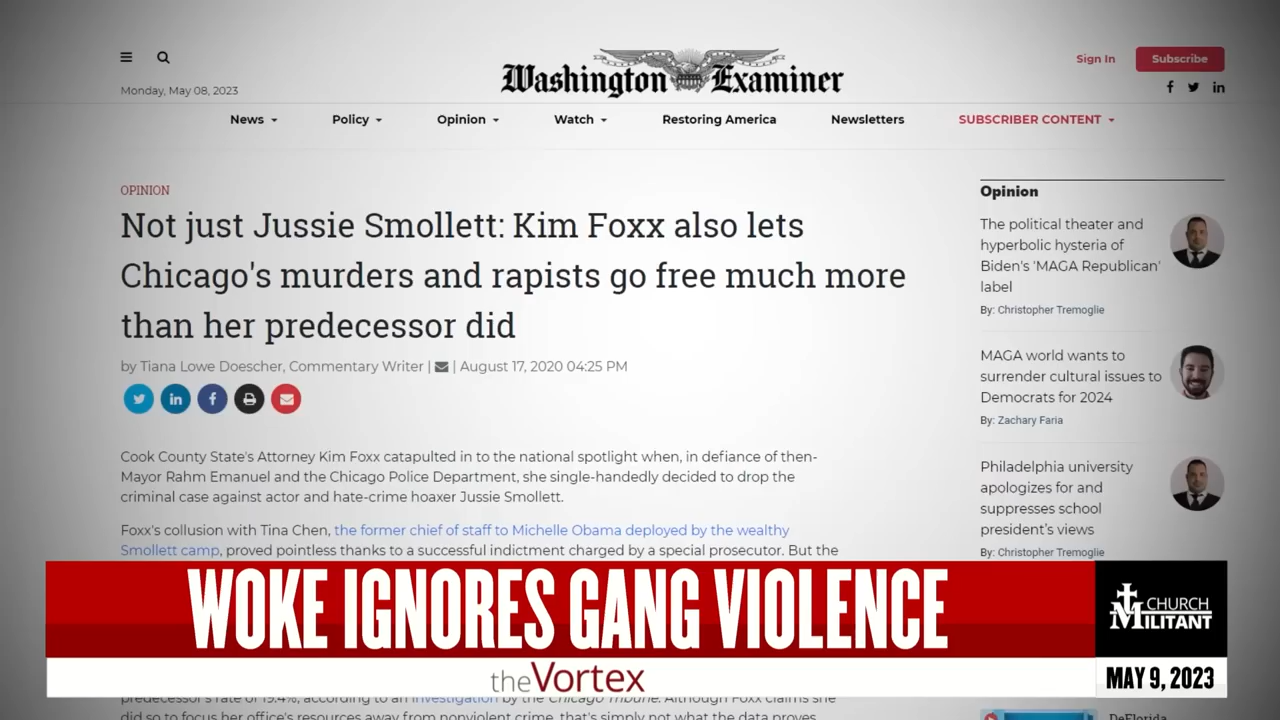 Washington Examiner
Sign In
Subscribe
Monday, May 08, 2023
News
Policy
Opinion
Watch
Restoring America
Newsletters
SUBSCRIBER CONTENT
OPINION
Not just Jussie Smollett: Kim Foxx also lets
Chicago's murders and rapists go free much more
than her predecessor did
by Tiana Lowe Doescher, Commentary Writer | | August 17, 2020 04:25 PM
Cook County State's Attorney Kim Foxx catapulted in to the national spotlight when, in defiance of then-
Mayor Rahm Emanuel and the Chicago Police Department, she single-handedly decided to drop the
criminal case against actor and hate-crime hoaxer Jussie Smollett.
Foxx's collusion with Tina Chen, the former chief of staff to Michelle Obama deployed by the wealthy
Smollett camp, proved pointless thanks to a successful indictment charged by a special prosecutor. But the
Opinion
The political theater and
hyperbolic hysteria of
Biden's 'MAGA Republican'
label
By: Christopher Tremoglie
MAGA world wants to
surrender cultural issues to
Democrats for 2024
By: Zachary Faria
Philadelphia university
apologizes for and
suppresses school
president's views
By: Christopher Tremoglie
WOKE IGNORES GANG VIOLENCE
CHURCH
MILITANT
theVortex
MAY 9, 2023
predecessor's rate of 19.4%, according to an investigation by the Chicago Tribune. Although Foxx claims she
did so to focus her office's resources away from nonviolent crime, that's simply not what the data proves.
DeFlorida